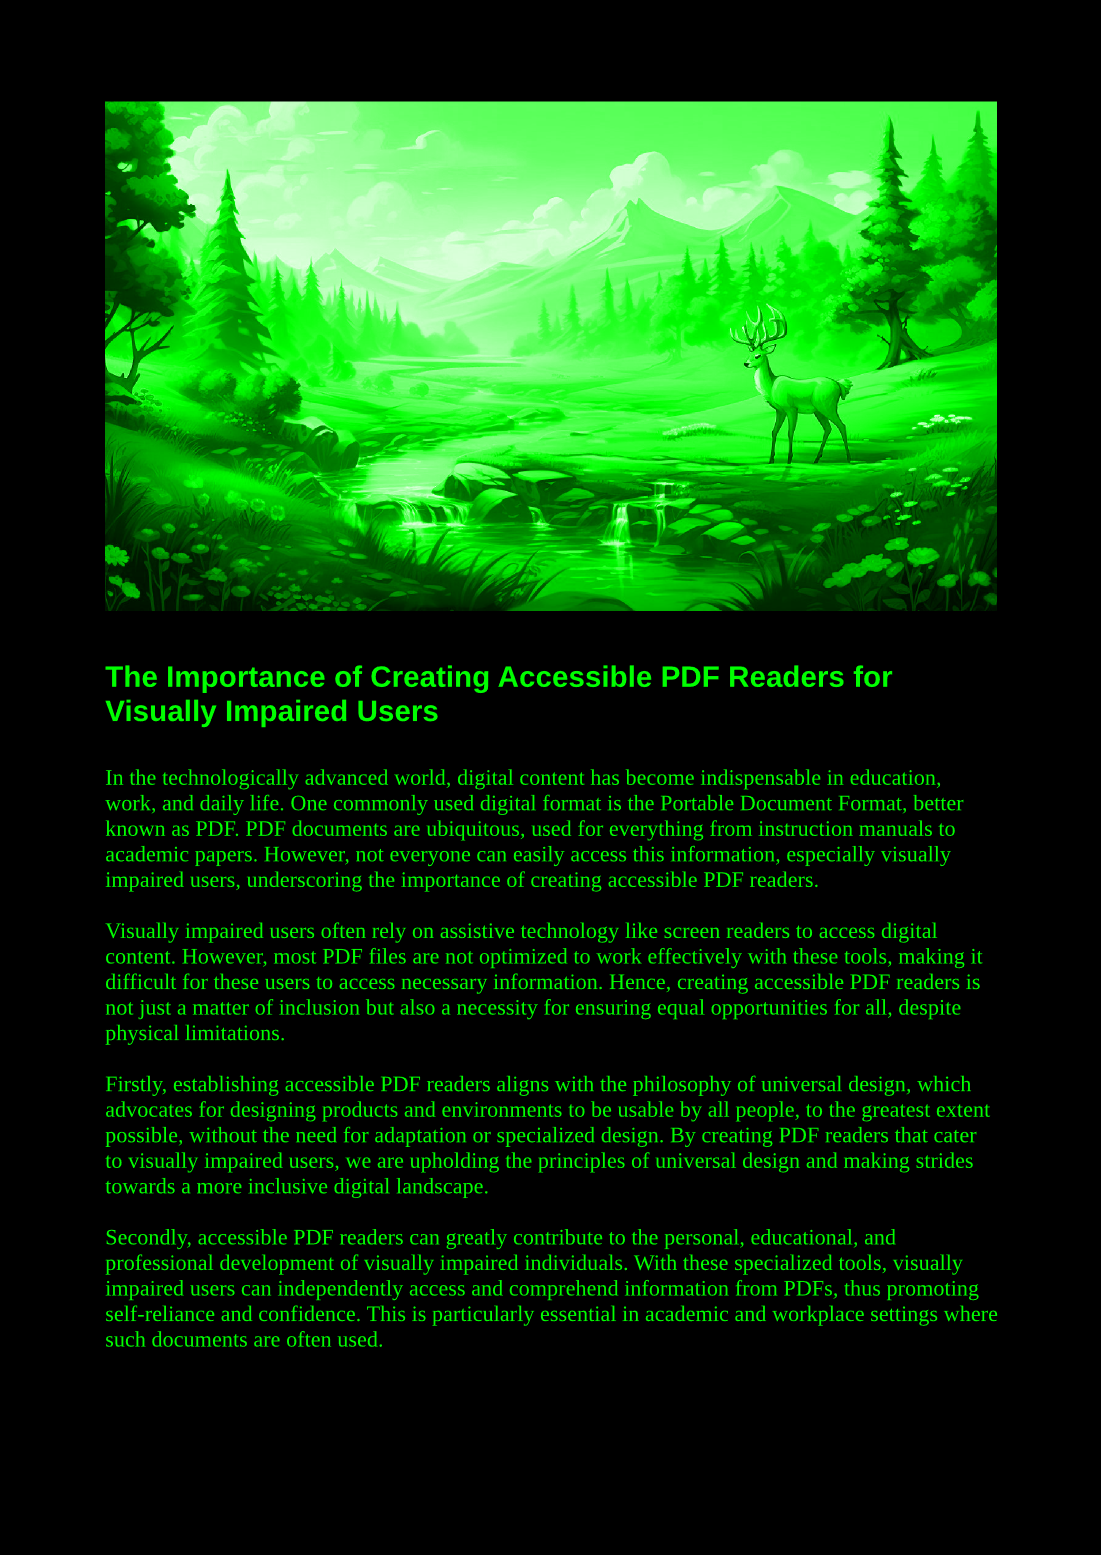 The Importance of Creating Accessible PDF Readers for
Visually Impaired Users
In the technologically advanced world, digital content has become indispensable in education,
work, and daily life. One commonly used digital format is the Portable Document Format, better
known as PDF. PDF documents are ubiquitous, used for everything from instruction manuals to
academic papers. However, not everyone can easily access this information, especially visually
impaired users, underscoring the importance of creating accessible PDF readers.
Visually impaired users often rely on assistive technology like screen readers to access digital
content. However, most PDF files are not optimized to work effectively with these tools, making it
difficult for these users to access necessary information. Hence, creating accessible PDF readers is
not just a matter of inclusion but also a necessity for ensuring equal opportunities for all, despite
physical limitations.
Firstly, establishing accessible PDF readers aligns with the philosophy of universal design, which
advocates for designing products and environments to be usable by all people, to the greatest extent
possible, without the need for adaptation or specialized design. By creating PDF readers that cater
to visually impaired users, we are upholding the principles of universal design and making strides
towards a more inclusive digital landscape.
Secondly, accessible PDF readers can greatly contribute to the personal, educational, and
professional development of visually impaired individuals. With these specialized tools, visually
impaired users can independently access and comprehend information from PDFs, thus promoting
self-reliance and confidence. This is particularly essential in academic and workplace settings where
such documents are often used.